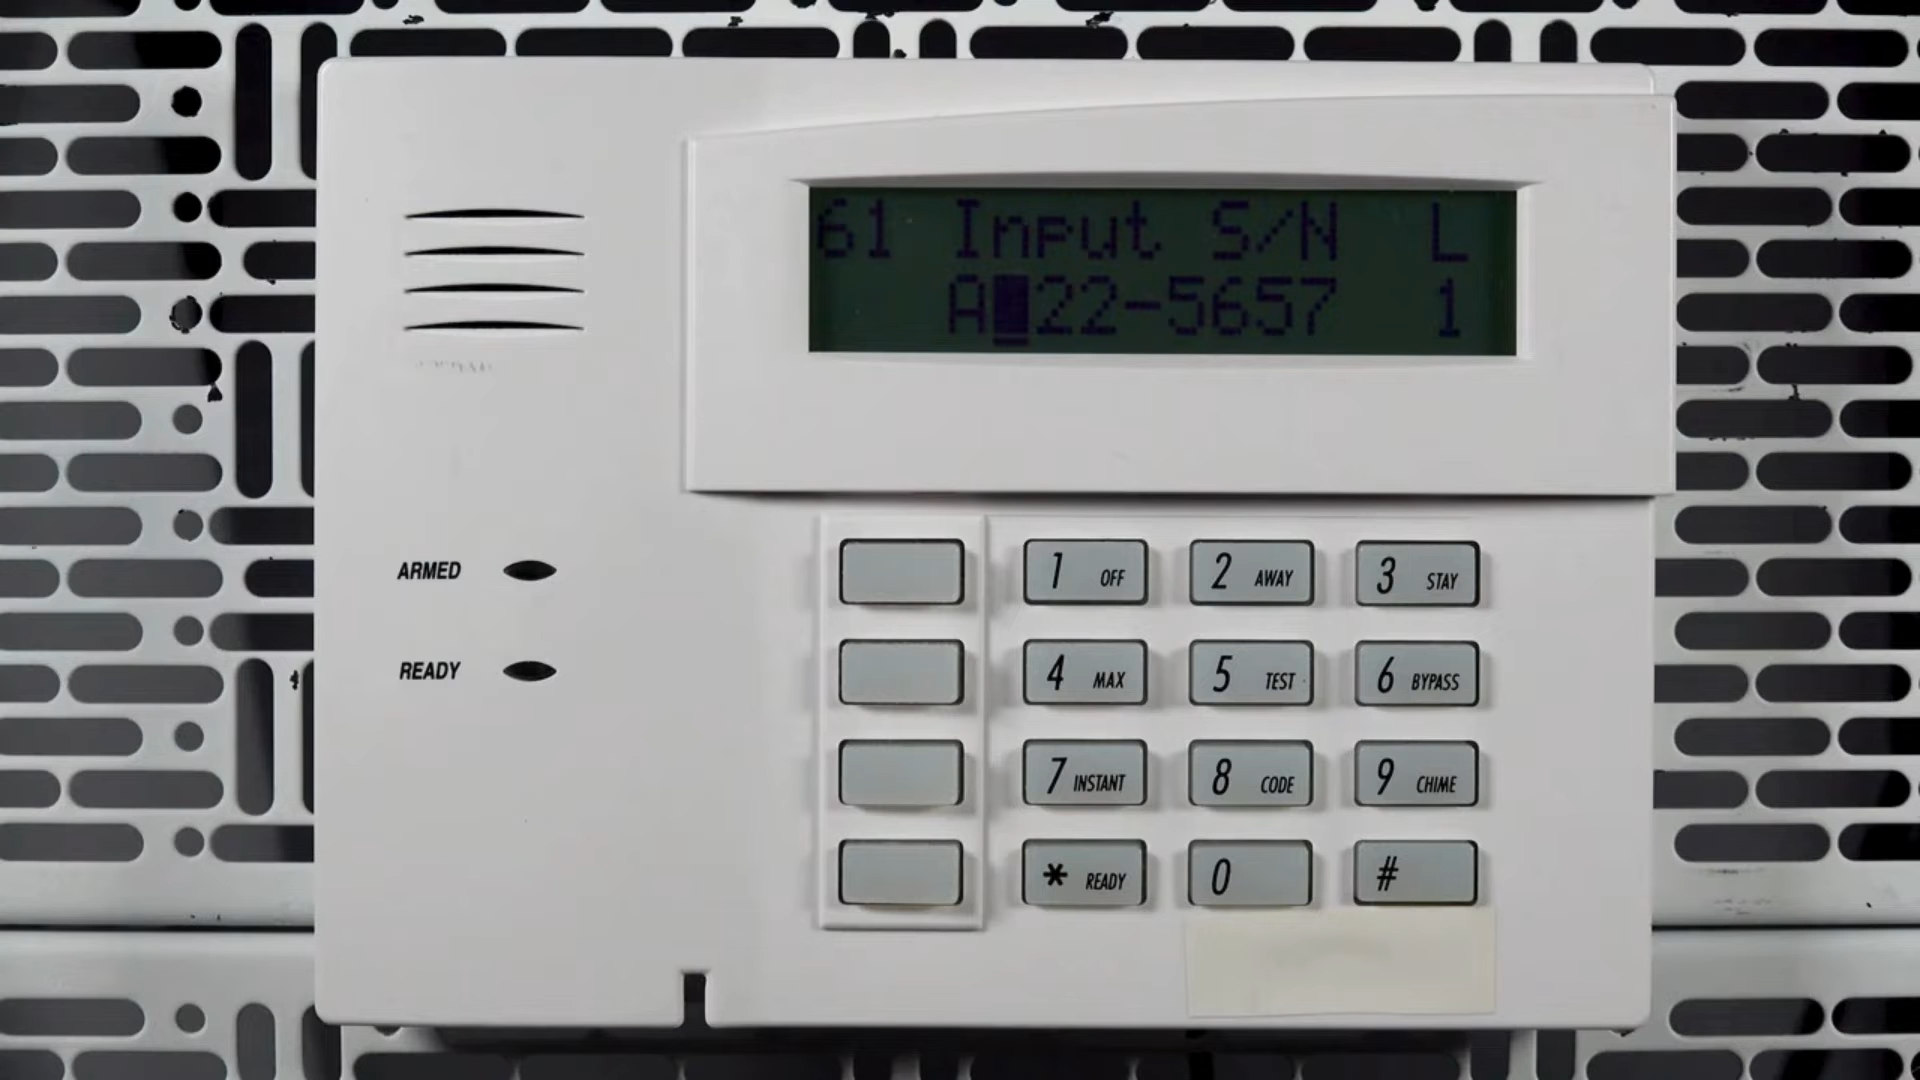 61 Input S/N L
A 22-5657 1
ARMED
READY
1 OFF
2 AWAY
3 STAY
4 MAX
5 TEST
6 BYPASS
7 INSTANT
8 CODE
9 CHIME
* READY
0
#